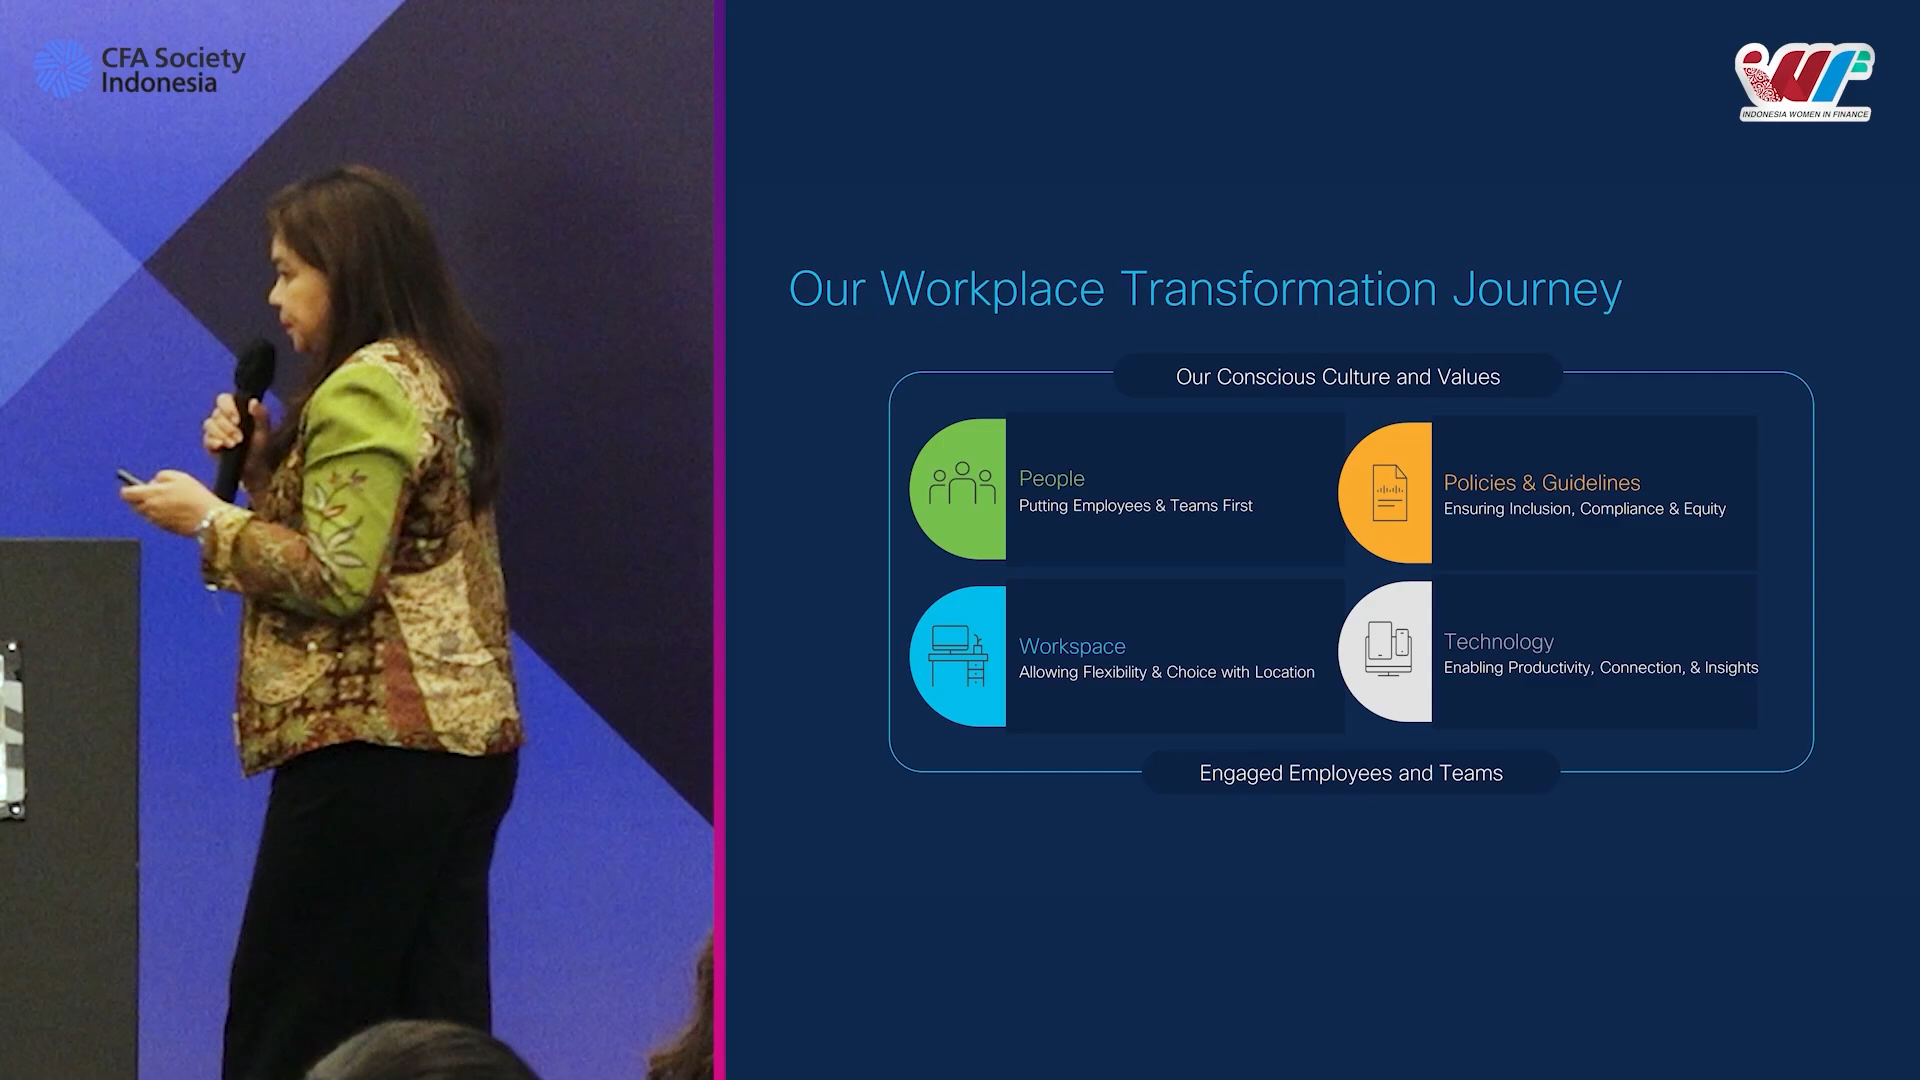 CFA Society
Indonesia
INDONESIA WOMEN IN FINANCE
Our Workplace Transformation Journey
Our Conscious Culture and Values
People
Putting Employees & Teams First
Policies & Guidelines
Ensuring Inclusion, Compliance & Equity
Workspace
Allowing Flexibility & Choice with Location
Technology
Enabling Productivity, Connection, & Insights
Engaged Employees and Teams